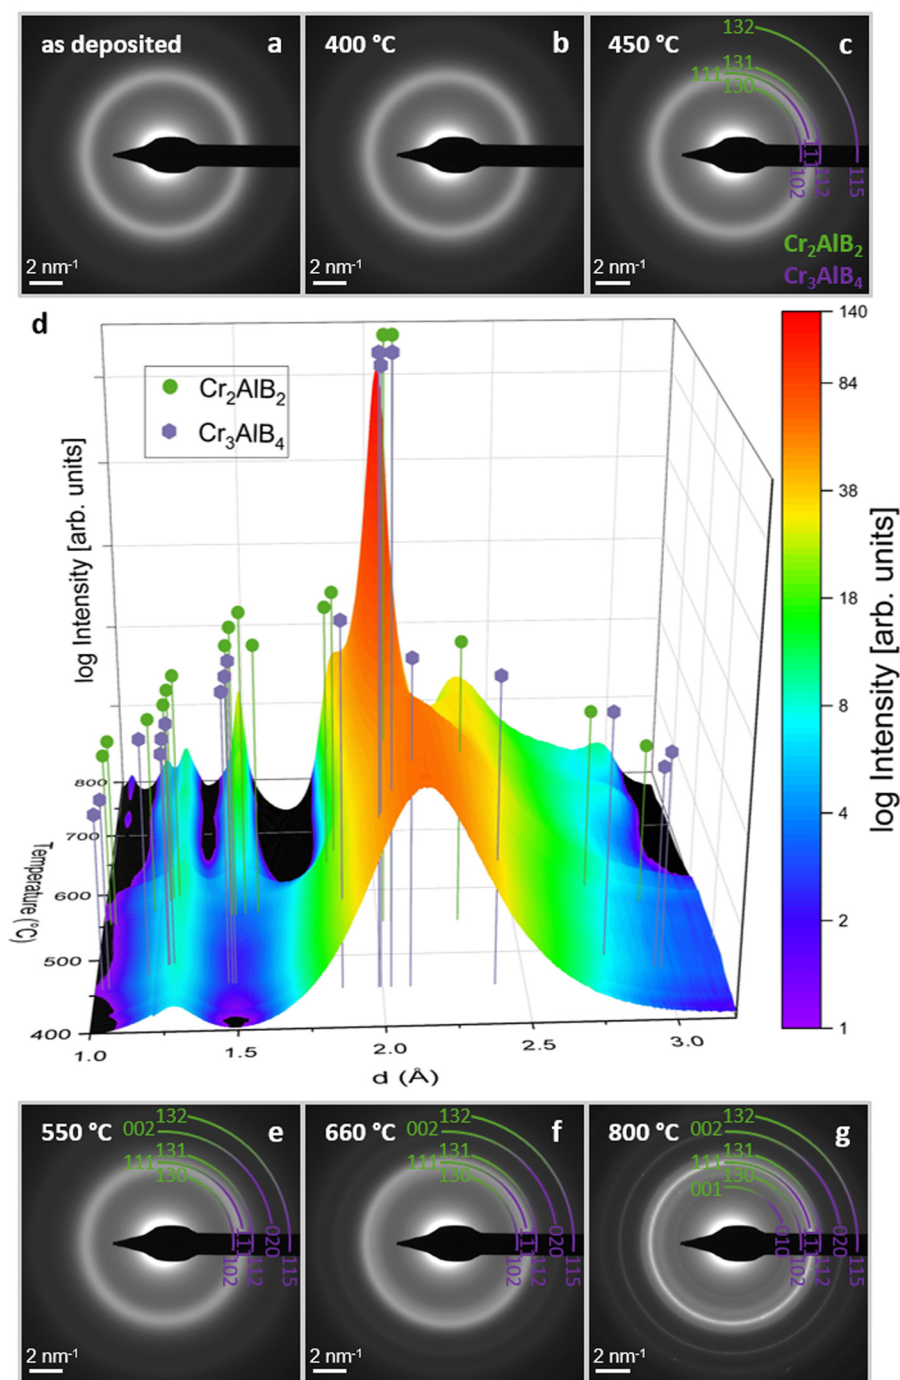 as deposited a
2 nm⁻¹
400 °C b
2 nm⁻¹
450 °C c
132
131
111
130
102
111
112
115
Cr₂AlB₂
Cr₃AlB₄
2 nm⁻¹
d
Cr₂AlB₂
Cr₃AlB₄
log Intensity [arb. units]
800
700
600
500
400
Temperature (°C)
1.0 1.5 2.0 2.5 3.0
d (Å)
140
84
38
18
8
4
2
1
log Intensity [arb. units]
550 °C e
132
002
131
111
130
102
111
112
020
115
2 nm⁻¹
660 °C f
132
002
131
111
130
102
111
112
020
115
2 nm⁻¹
800 °C g
132
002
131
111
130
001
010
102
111
112
020
115
2 nm⁻¹